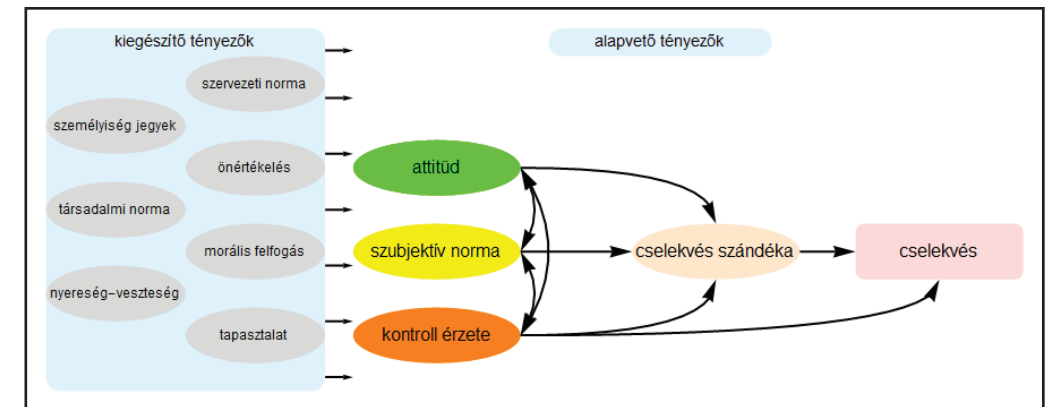 kiegészítő tényezők
alapvető tényezők
szervezeti norma
személyiség jegyek
önértékelés
attitüd
társadalmi norma
morális felfogás
szubjektív norma
cselekvés szándéka
cselekvés
nyereség–veszteség
tapasztalat
kontroll érzete